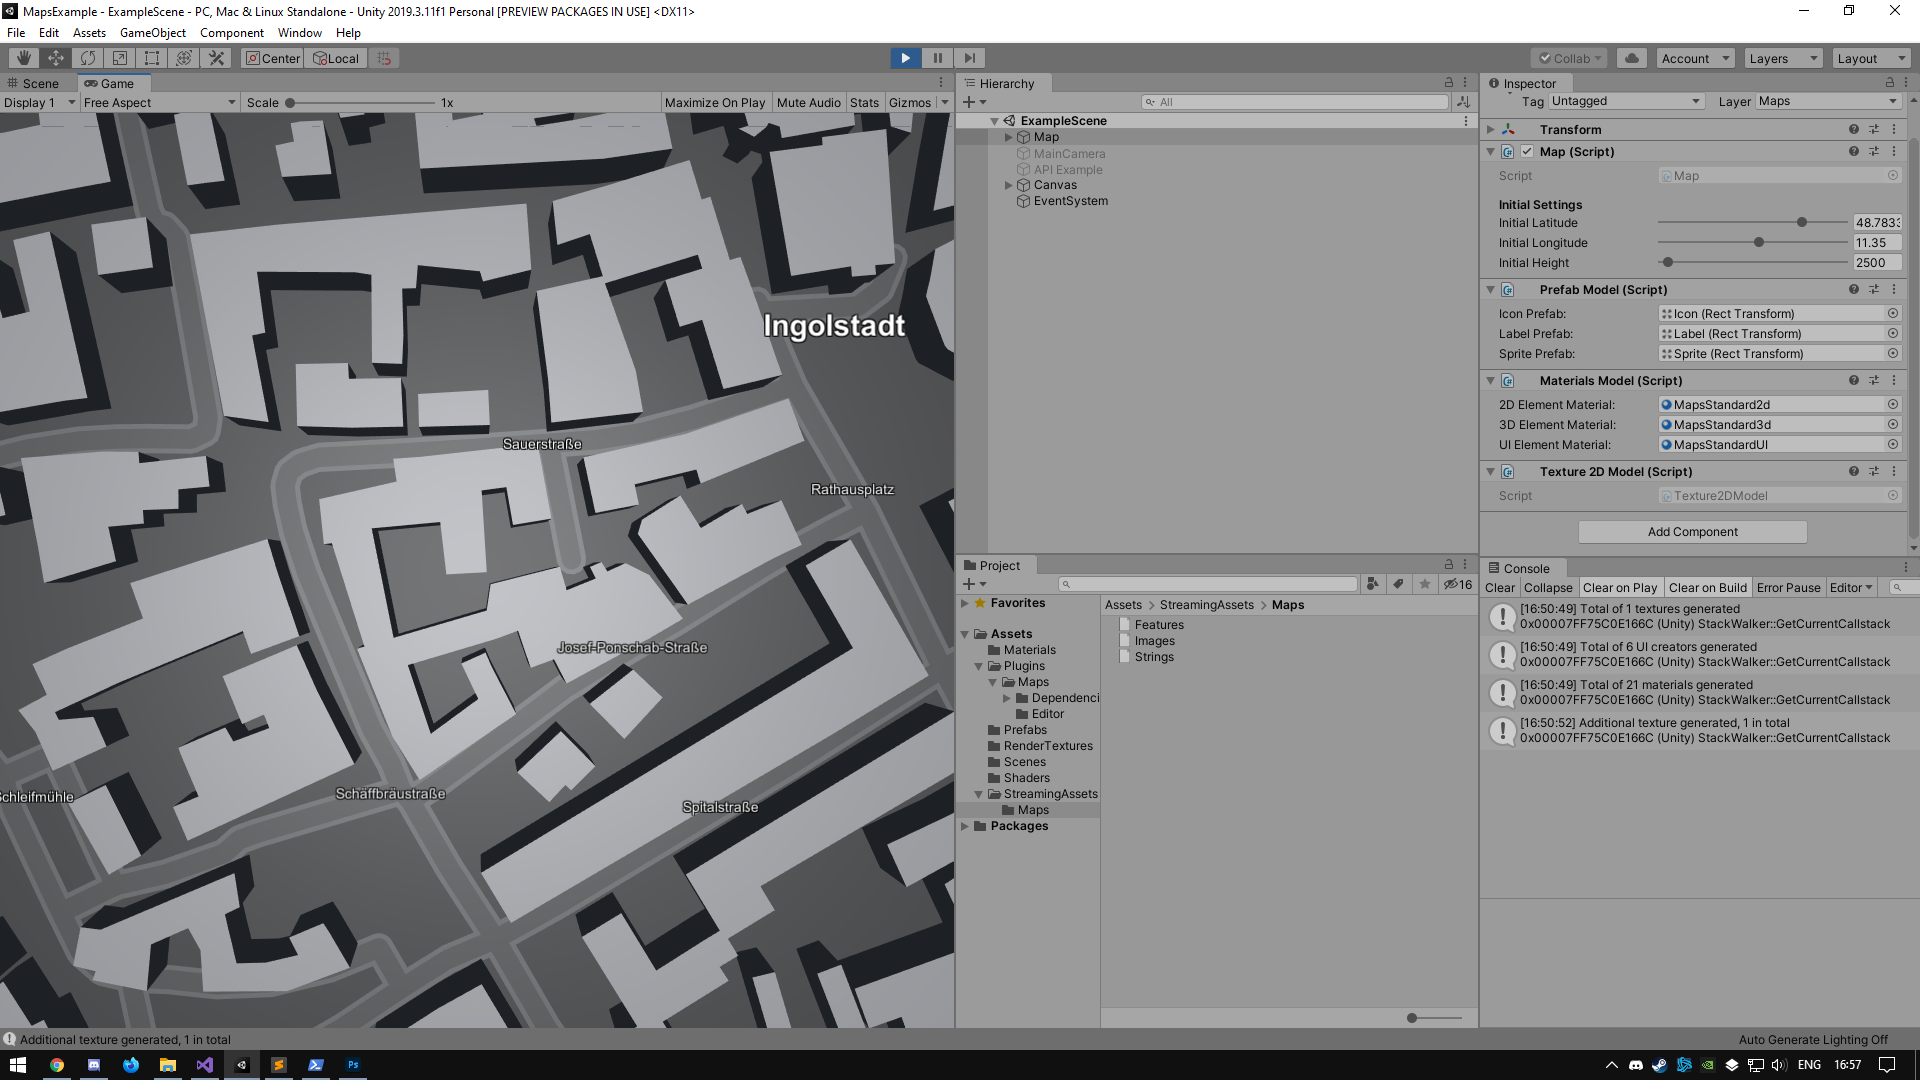 MapsExample - ExampleScene - PC, Mac & Linux Standalone - Unity 2019.3.11f1 Personal [PREVIEW PACKAGES IN USE] <DX11>
File Edit Assets GameObject Component Window Help
Center Local
Collab Account Layers Layout
Scene Game
Display 1 Free Aspect Scale 1x Maximize On Play Mute Audio Stats Gizmos
Ingolstadt
Sauerstraße
Rathausplatz
Josef-Ponschab-Straße
Schäffbräustraße
Schleifmühle
Spitalstraße
Hierarchy
All
ExampleScene
Map
MainCamera
API Example
Canvas
EventSystem
Project
16
Favorites
Assets
Materials
Plugins
Maps
Dependenci
Editor
Prefabs
RenderTextures
Scenes
Shaders
StreamingAssets
Maps
Packages
Assets > StreamingAssets > Maps
Features
Images
Strings
Inspector
Tag Untagged Layer Maps
Transform
Map (Script)
Script Map
Initial Settings
Initial Latitude 48.7833
Initial Longitude 11.35
Initial Height 2500
Prefab Model (Script)
Icon Prefab: Icon (Rect Transform)
Label Prefab: Label (Rect Transform)
Sprite Prefab: Sprite (Rect Transform)
Materials Model (Script)
2D Element Material: MapsStandard2d
3D Element Material: MapsStandard3d
UI Element Material: MapsStandardUI
Texture 2D Model (Script)
Script Texture2DModel
Add Component
Console
Clear Collapse Clear on Play Clear on Build Error Pause Editor
[16:50:49] Total of 1 textures generated
0x00007FF75C0E166C (Unity) StackWalker::GetCurrentCallstack
[16:50:49] Total of 6 UI creators generated
0x00007FF75C0E166C (Unity) StackWalker::GetCurrentCallstack
[16:50:49] Total of 21 materials generated
0x00007FF75C0E166C (Unity) StackWalker::GetCurrentCallstack
[16:50:52] Additional texture generated, 1 in total
0x00007FF75C0E166C (Unity) StackWalker::GetCurrentCallstack
Additional texture generated, 1 in total
Auto Generate Lighting Off
Ps
ENG 16:57